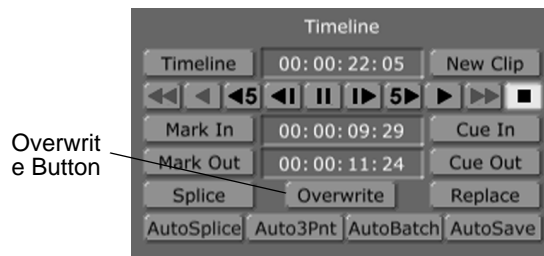 Timeline
Timeline 00:00:22:05 New Clip
5 5
Mark In 00:00:09:29 Cue In
Overwrit
e Button
Mark Out 00:00:11:24 Cue Out
Splice Overwrite Replace
AutoSplice Auto3Pnt AutoBatch AutoSave